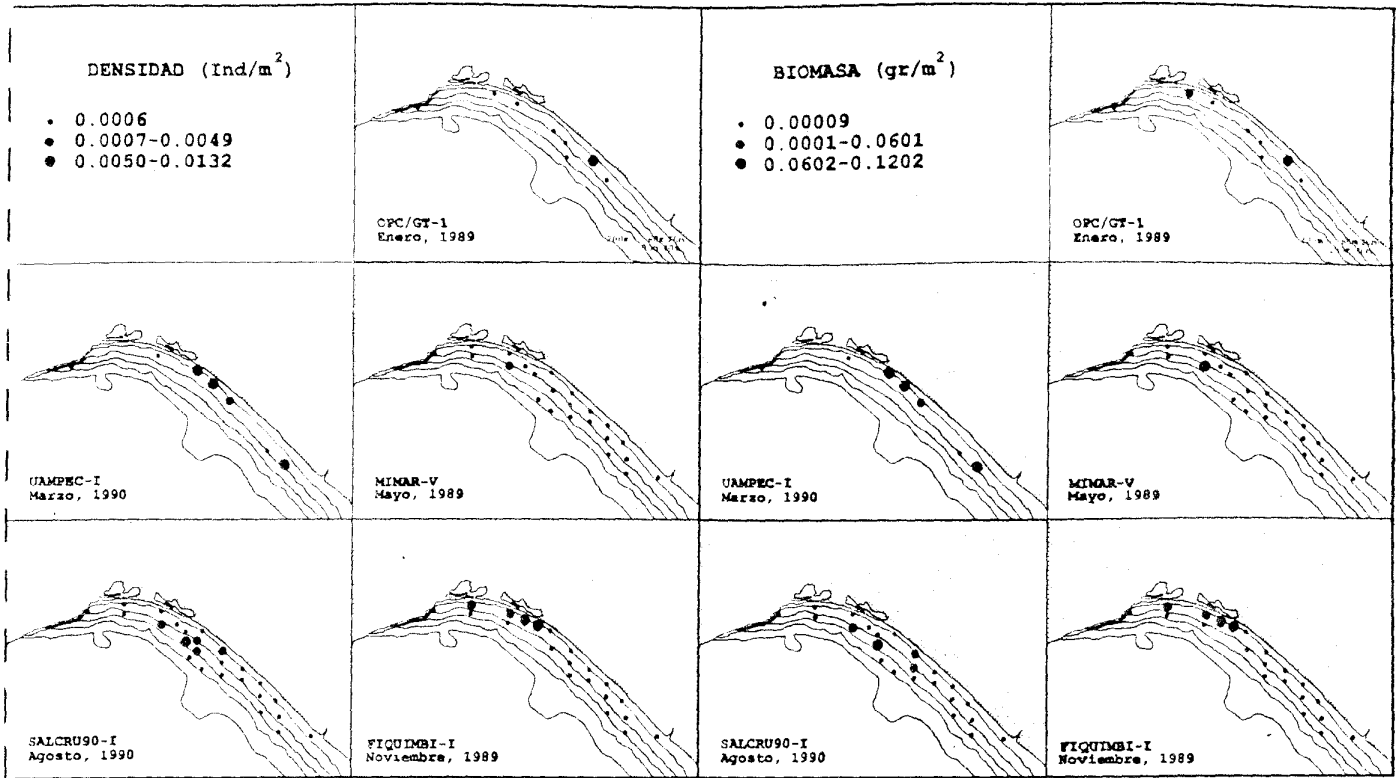 DENSIDAD (Ind/m²)
• 0.0006
• 0.0007-0.0049
• 0.0050-0.0132
OPC/GT-1
Enero, 1989
BIOMASA (gr/m²)
• 0.00009
• 0.0001-0.0601
• 0.0602-0.1202
OPC/GT-1
Enero, 1989
UAMPEC-I
Marzo, 1990
MIMAR-V
Mayo, 1989
UAMPEC-I
Marzo, 1990
MIMAR-V
Mayo, 1989
SALCRU90-I
Agosto, 1990
FIQUIMBI-I
Noviembre, 1989
SALCRU90-I
Agosto, 1990
FIQUIMBI-I
Noviembre, 1989